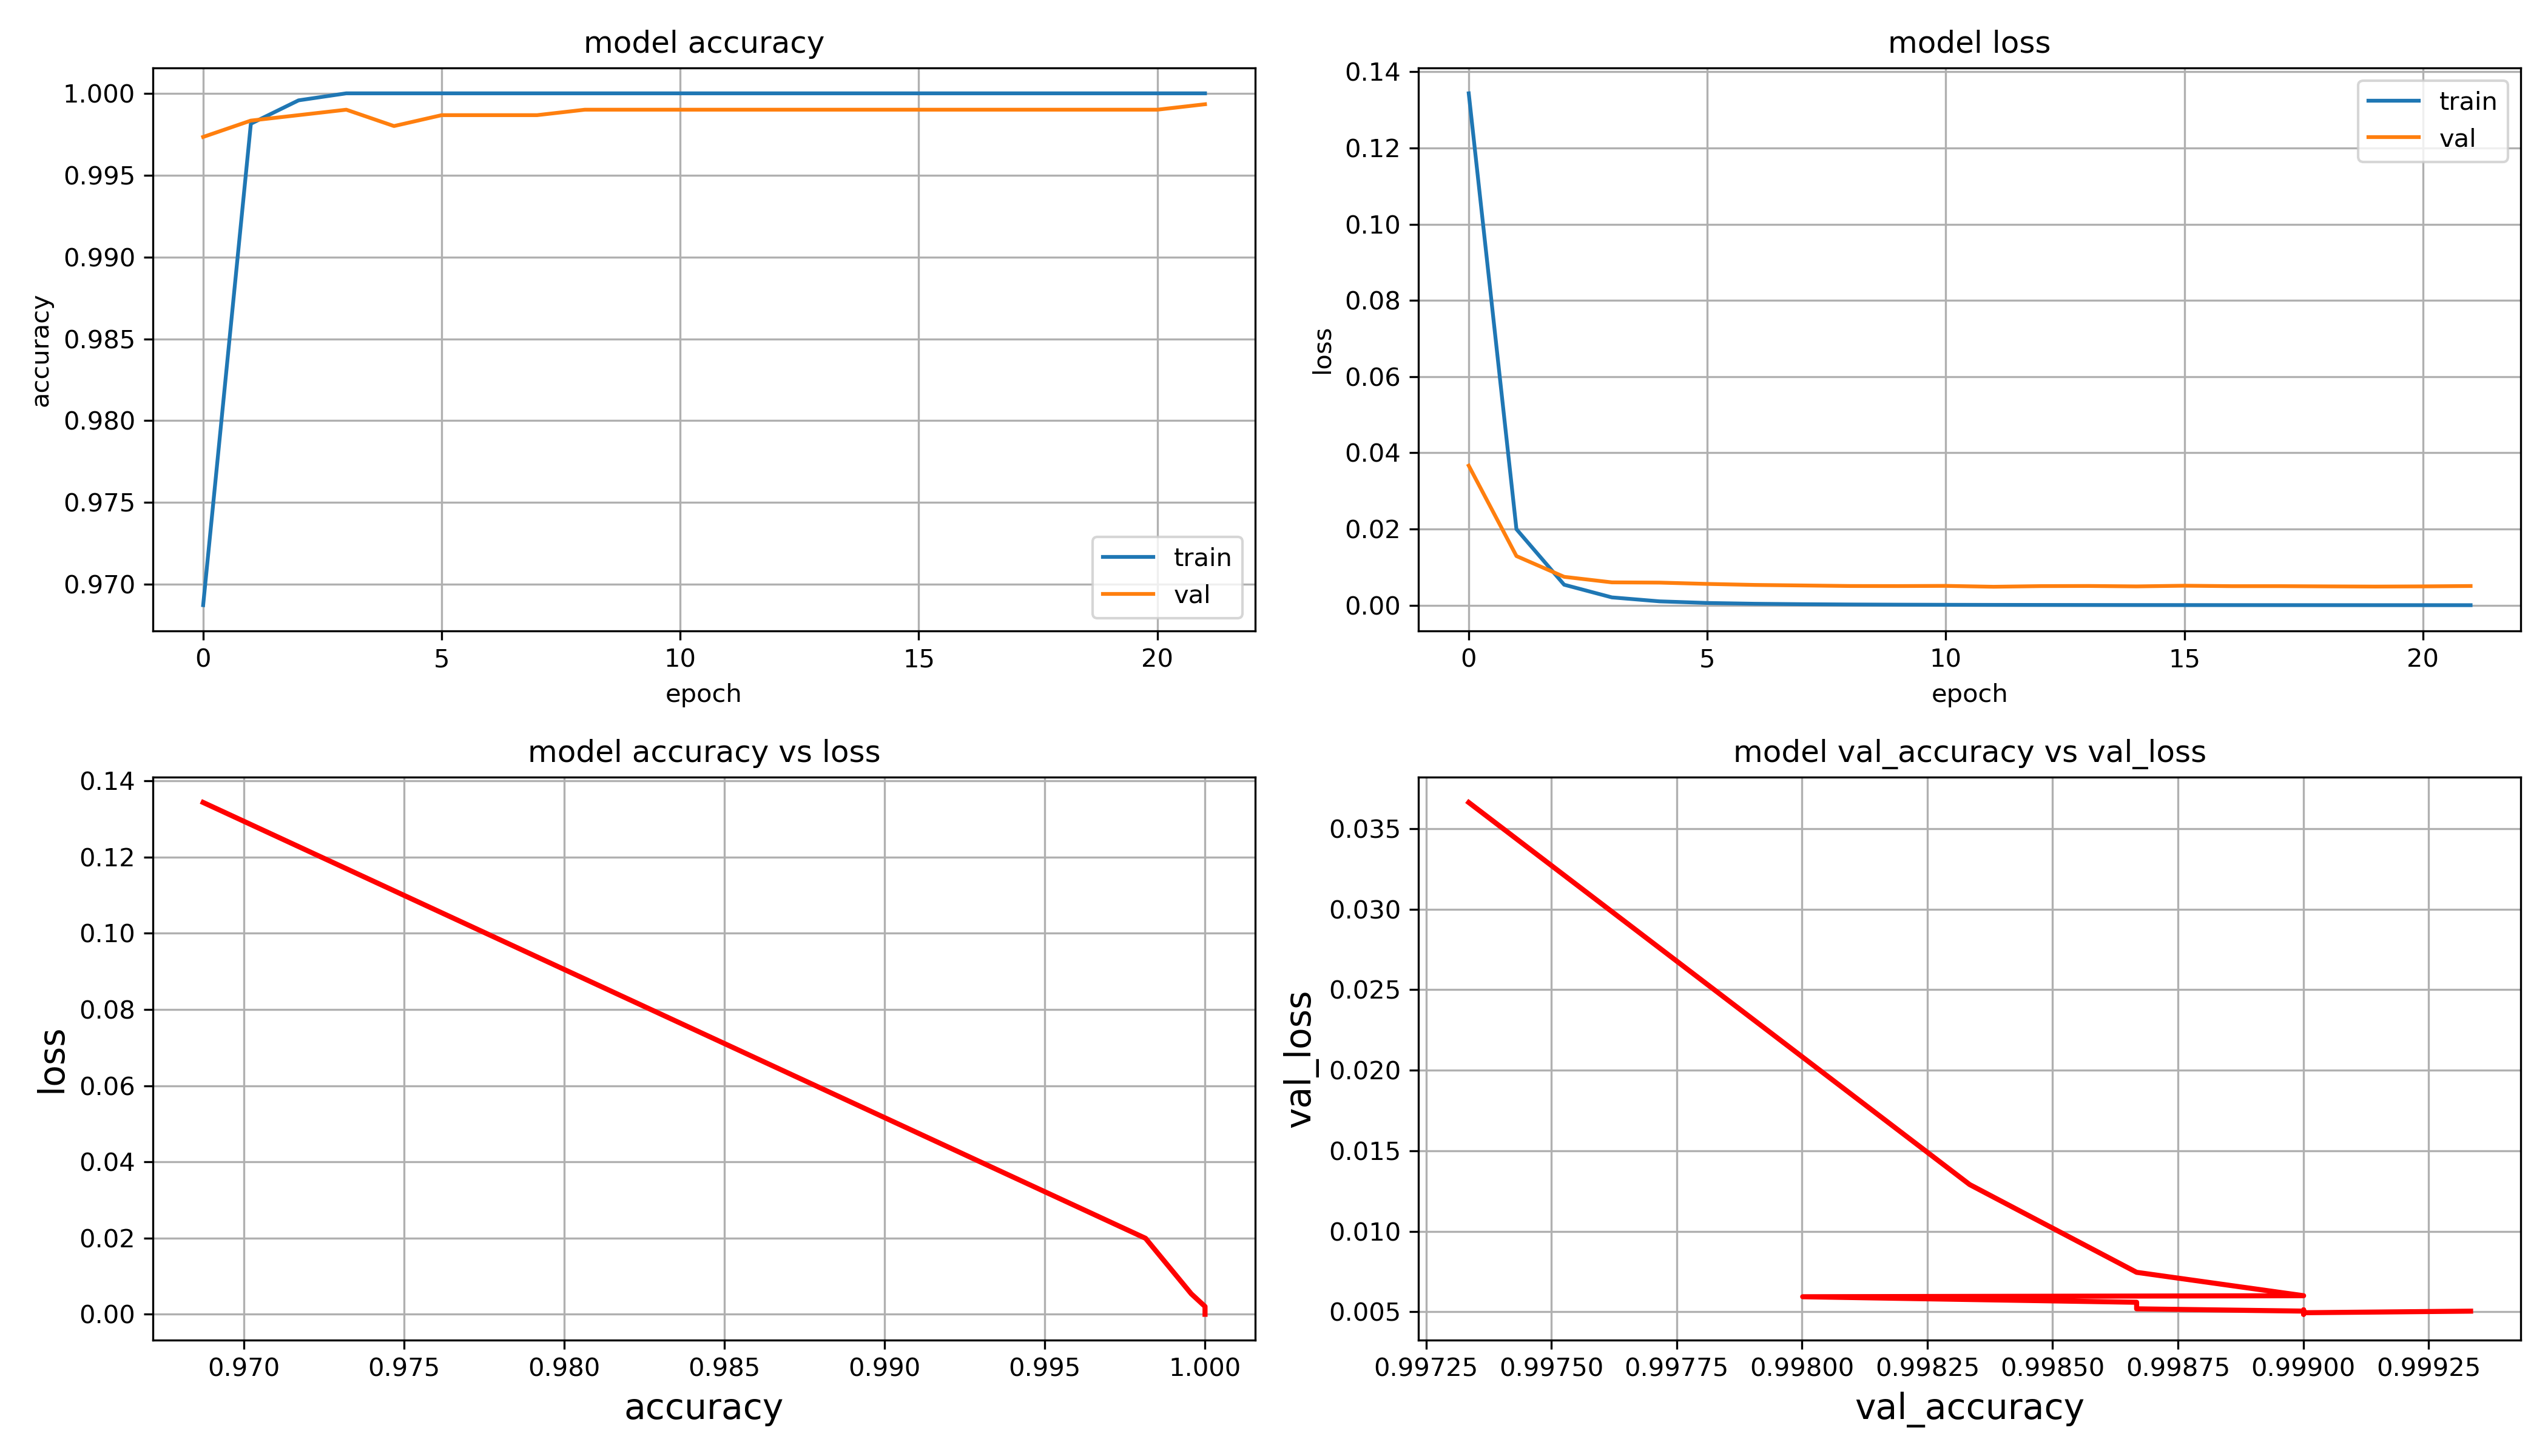 model accuracy
1.000
0.995
0.990
0.985
0.980
0.975
0.970
accuracy
train
val
0 5 10 15 20
epoch
model loss
0.14
0.12
0.10
0.08
0.06
0.04
0.02
0.00
loss
train
val
0 5 10 15 20
epoch
model accuracy vs loss
0.14
0.12
0.10
0.08
0.06
0.04
0.02
0.00
loss
0.970 0.975 0.980 0.985 0.990 0.995 1.000
accuracy
model val_accuracy vs val_loss
0.035
0.030
0.025
0.020
0.015
0.010
0.005
val_loss
0.99725 0.99750 0.99775 0.99800 0.99825 0.99850 0.99875 0.99900 0.99925
val_accuracy